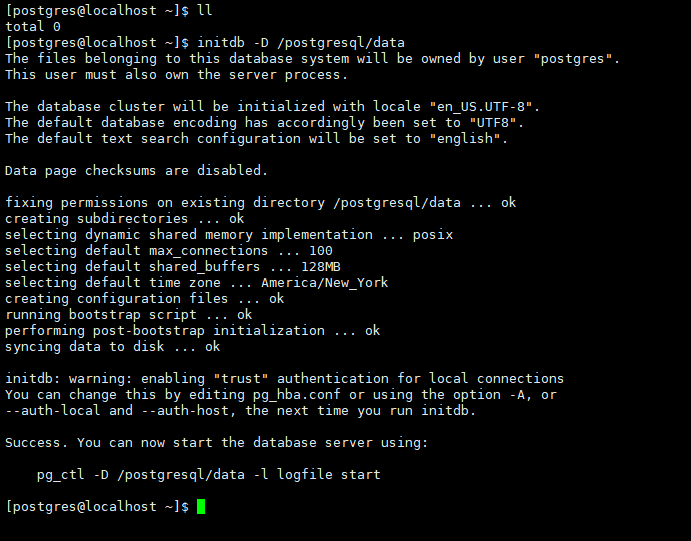 [postgres@localhost ~]$ ll
total 0
[postgres@localhost ~]$ initdb -D /postgresql/data
The files belonging to this database system will be owned by user "postgres".
This user must also own the server process.

The database cluster will be initialized with locale "en_US.UTF-8".
The default database encoding has accordingly been set to "UTF8".
The default text search configuration will be set to "english".

Data page checksums are disabled.

fixing permissions on existing directory /postgresql/data ... ok
creating subdirectories ... ok
selecting dynamic shared memory implementation ... posix
selecting default max_connections ... 100
selecting default shared_buffers ... 128MB
selecting default time zone ... America/New_York
creating configuration files ... ok
running bootstrap script ... ok
performing post-bootstrap initialization ... ok
syncing data to disk ... ok

initdb: warning: enabling "trust" authentication for local connections
You can change this by editing pg_hba.conf or using the option -A, or
--auth-local and --auth-host, the next time you run initdb.

Success. You can now start the database server using:

    pg_ctl -D /postgresql/data -l logfile start

[postgres@localhost ~]$